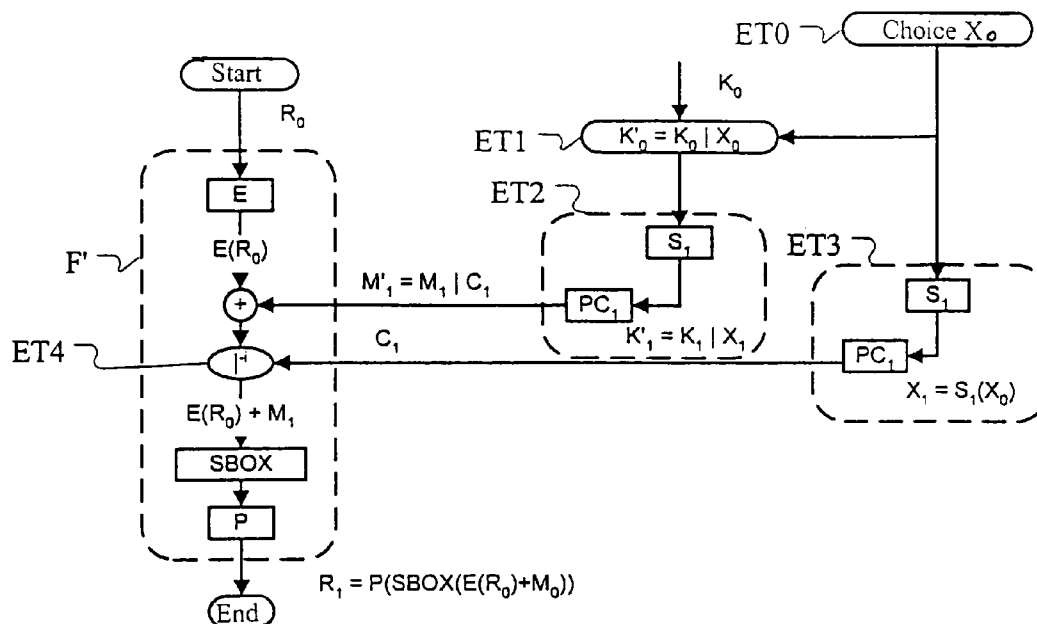 ET0
Choice X₀
Start
K₀
R₀
ET1
K'₀ = K₀ | X₀
ET2
E
S₁
ET3
F'
E(R₀)
M'₁ = M₁ | C₁
PC₁
S₁
+
K'₁ = K₁ | X₁
ET4
C₁
PC₁
|⁻¹
X₁ = S₁(X₀)
E(R₀) + M₁
SBOX
P
R₁ = P(SBOX(E(R₀)+M₀))
End